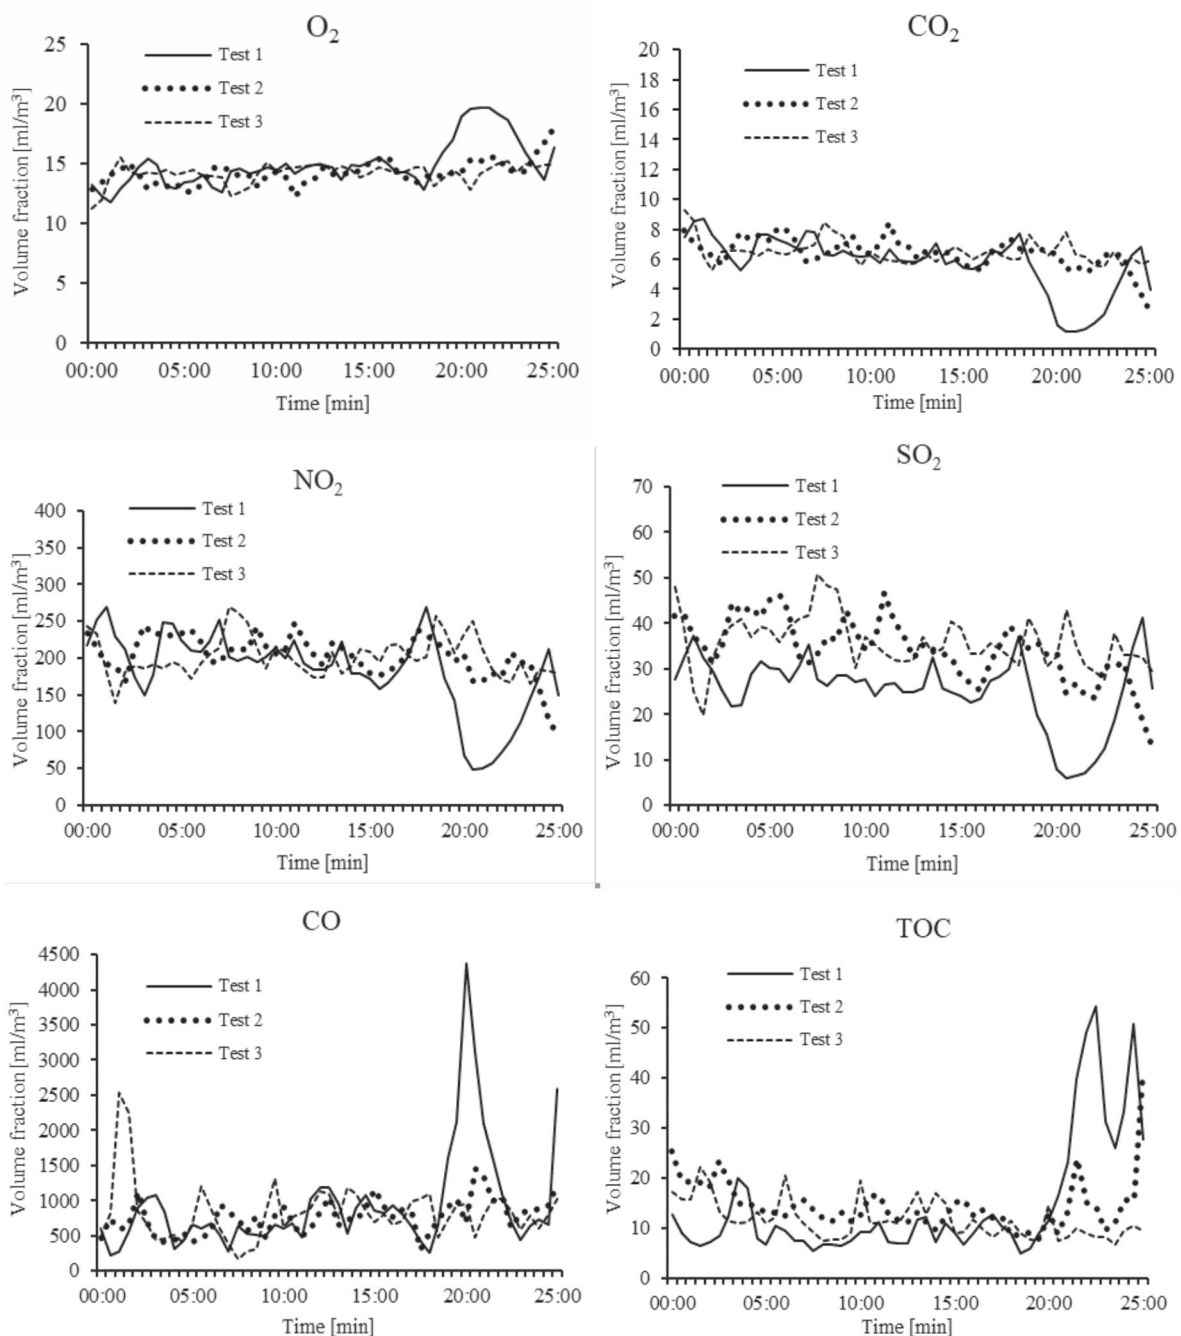 O₂
25
20
15
10
5
0
Volume fraction [ml/m³]
Test 1
Test 2
Test 3
00:00 05:00 10:00 15:00 20:00 25:00
Time [min]
CO₂
20
18
16
14
12
10
8
6
4
2
0
Volume fraction [ml/m³]
Test 1
Test 2
Test 3
00:00 05:00 10:00 15:00 20:00 25:00
Time [min]
NO₂
400
350
300
250
200
150
100
50
0
Volume fraction [ml/m³]
Test 1
Test 2
Test 3
00:00 05:00 10:00 15:00 20:00 25:00
Time [min]
SO₂
70
60
50
40
30
20
10
0
Volume fraction [ml/m³]
Test 1
Test 2
Test 3
00:00 05:00 10:00 15:00 20:00 25:00
Time [min]
CO
4500
4000
3500
3000
2500
2000
1500
1000
500
0
Volume fraction [ml/m³]
Test 1
Test 2
Test 3
00:00 05:00 10:00 15:00 20:00 25:00
Time [min]
TOC
60
50
40
30
20
10
0
Volume fraction [ml/m³]
Test 1
Test 2
Test 3
00:00 05:00 10:00 15:00 20:00 25:00
Time [min]